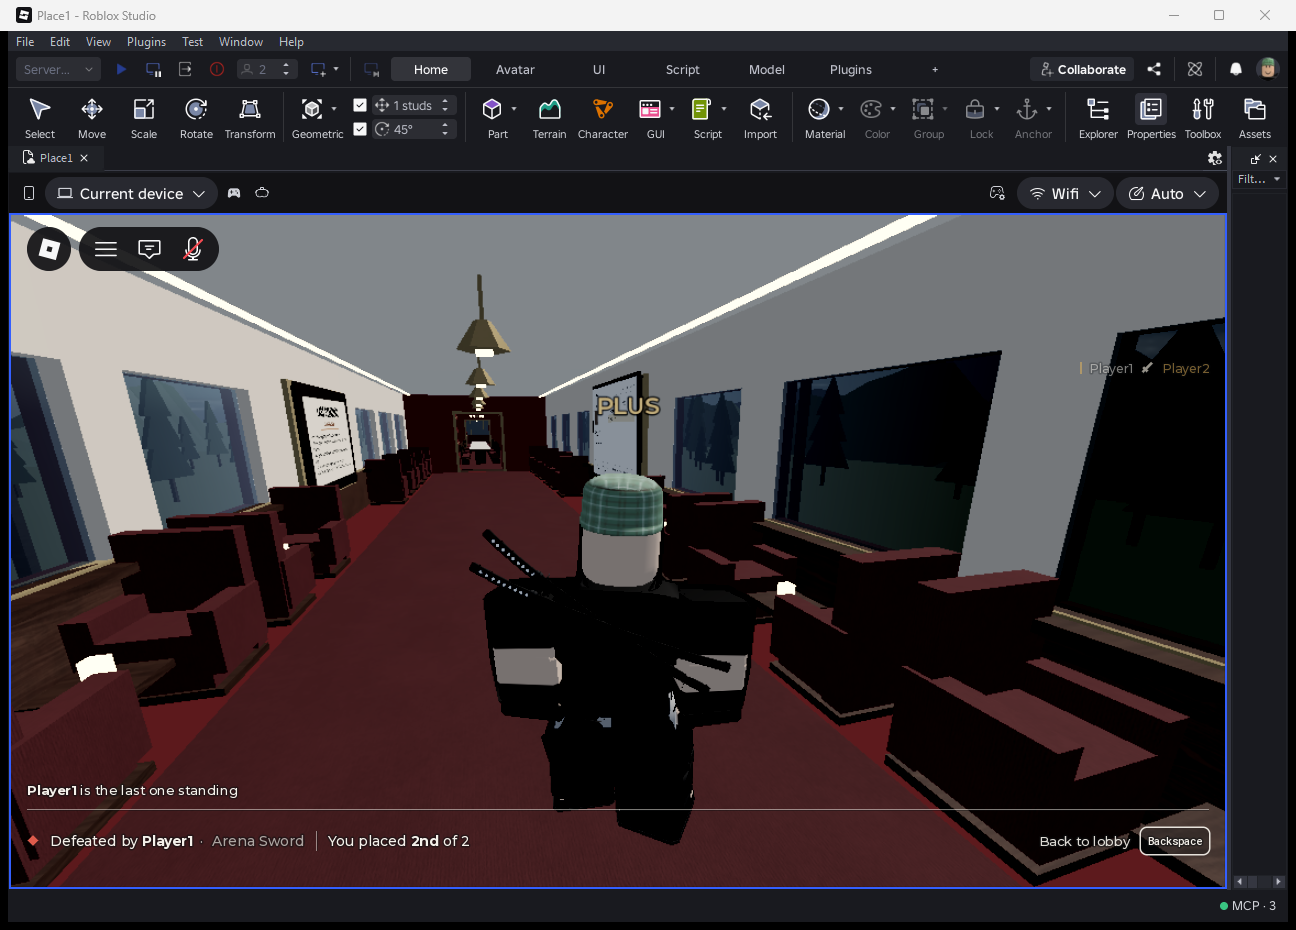 Place1 - Roblox Studio
File Edit View Plugins Test Window Help
Server... 2 Home Avatar UI Script Model Plugins + Collaborate
1 studs
45°
Select Move Scale Rotate Transform Geometric Part Terrain Character GUI Script Import Material Color Group Lock Anchor Explorer Properties Toolbox Assets
Place1
Filt...
Current device Wifi Auto
Player1 Player2
PLUS
Player1 is the last one standing
Defeated by Player1 · Arena Sword You placed 2nd of 2 Back to lobby Backspace
MCP · 3